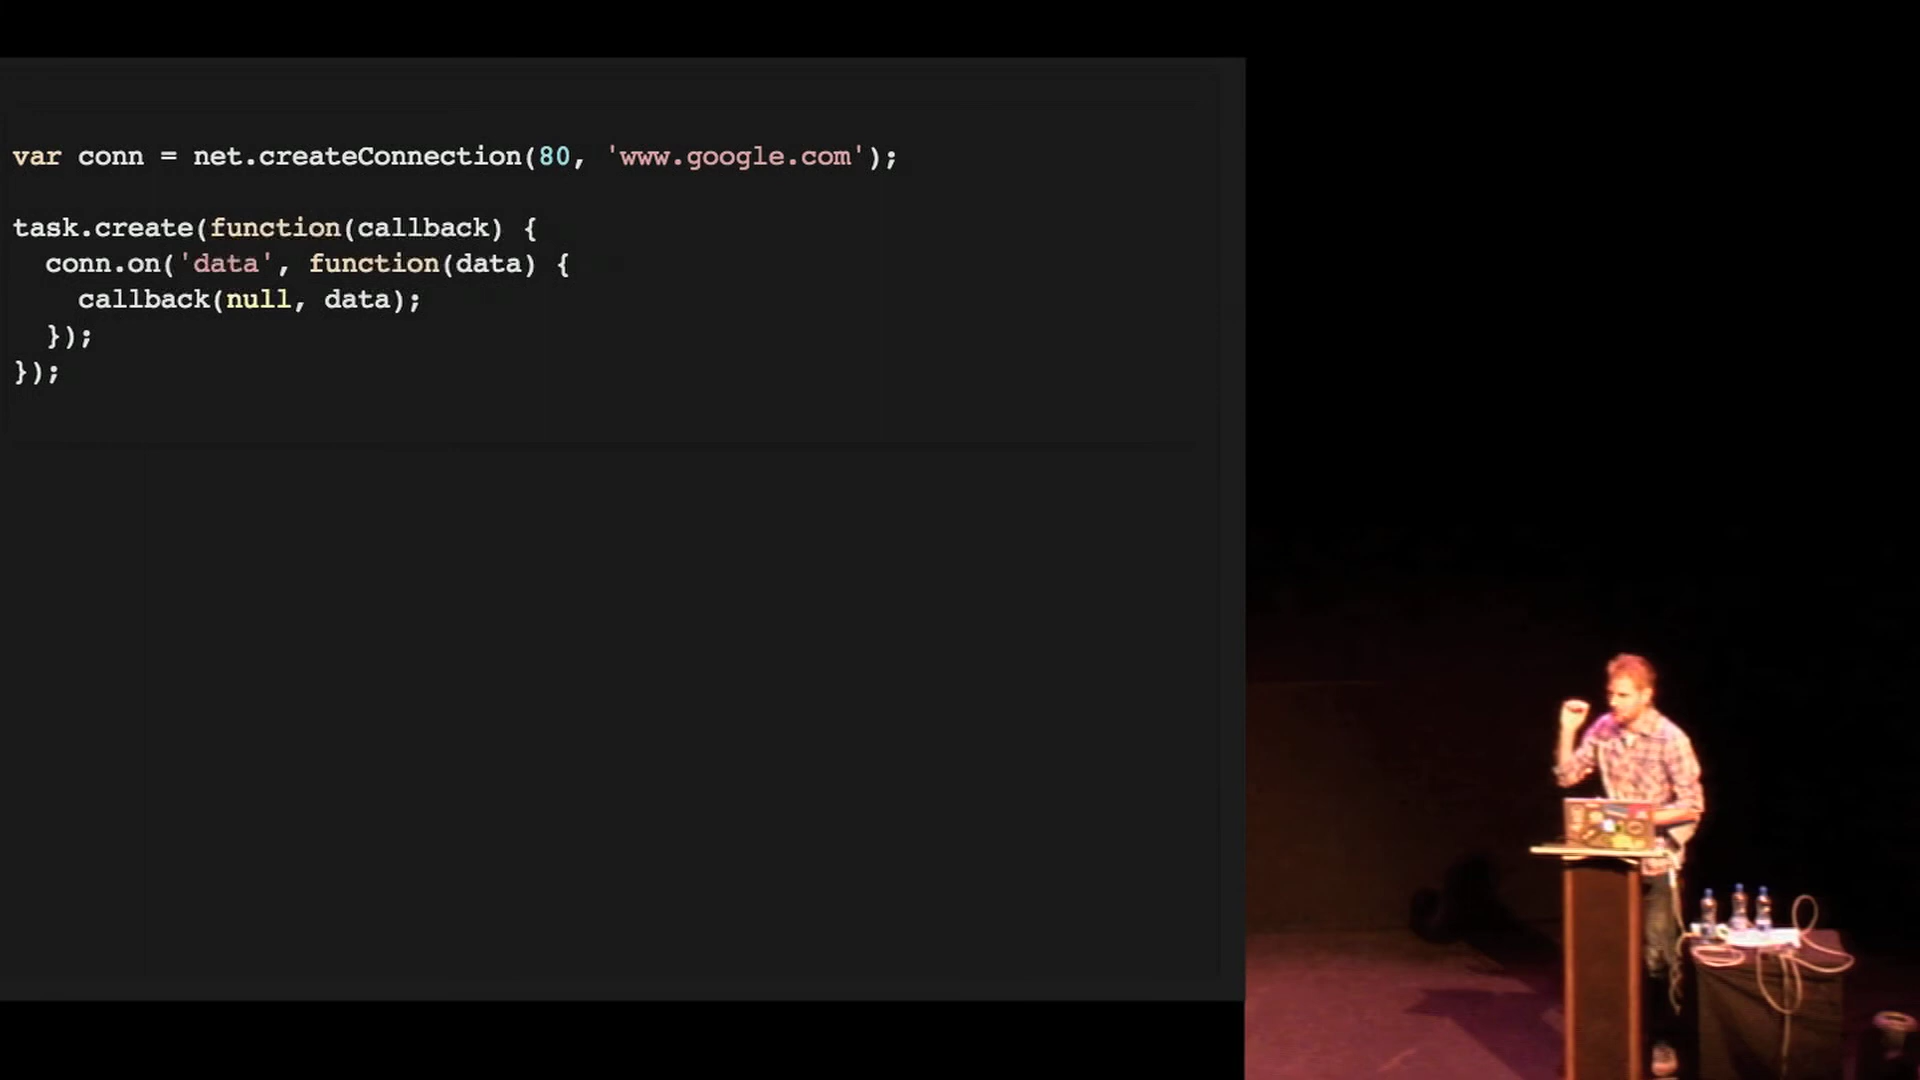 var conn = net.createConnection(80, 'www.google.com');
task.create(function(callback) {
conn.on('data', function(data) {
callback(null, data);
});
});